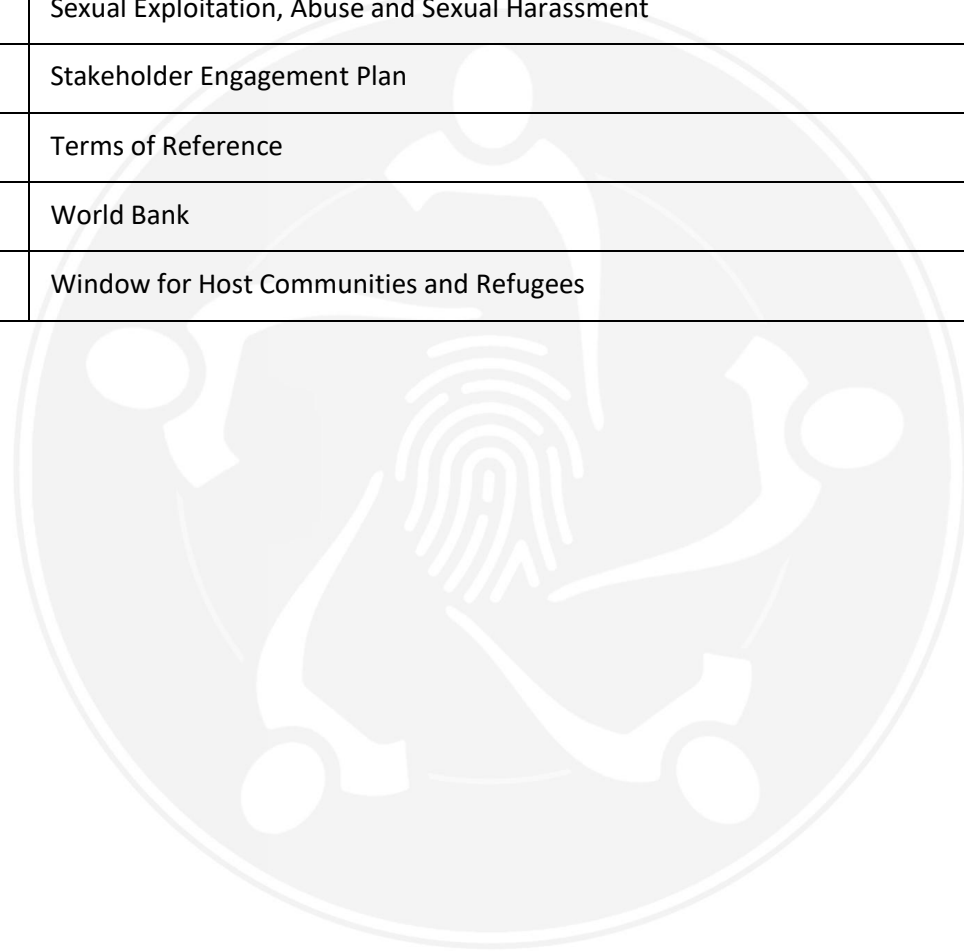 Sexual Exploitation, Abuse and Sexual Harassment
Stakeholder Engagement Plan
Terms of Reference
World Bank
Window for Host Communities and Refugees